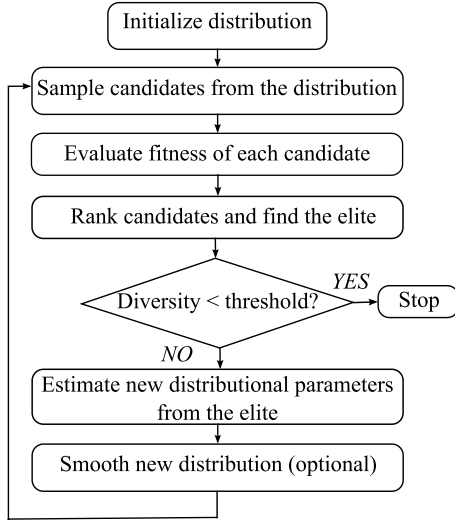 Initialize distribution
Sample candidates from the distribution
Evaluate fitness of each candidate
Rank candidates and find the elite
Diversity < threshold?
YES
Stop
NO
Estimate new distributional parameters
from the elite
Smooth new distribution (optional)